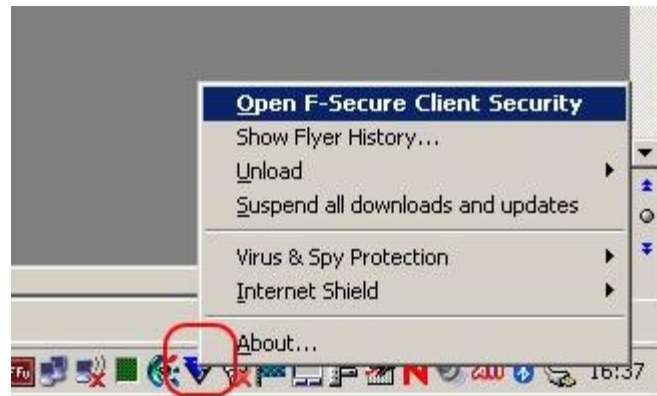 Open F-Secure Client Security
Show Flyer History...
Unload
Suspend all downloads and updates
Virus & Spy Protection
Internet Shield
About...
16:37